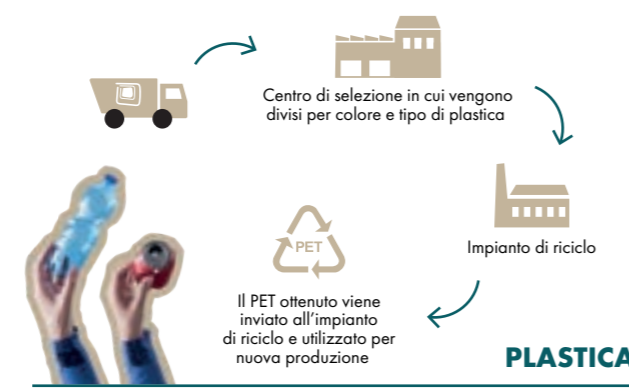 Centro di selezione in cui vengono
divisi per colore e tipo di plastica
Impianto di riciclo
PET
Il PET ottenuto viene
inviato all’impianto
di riciclo e utilizzato per
nuova produzione
PLASTICA